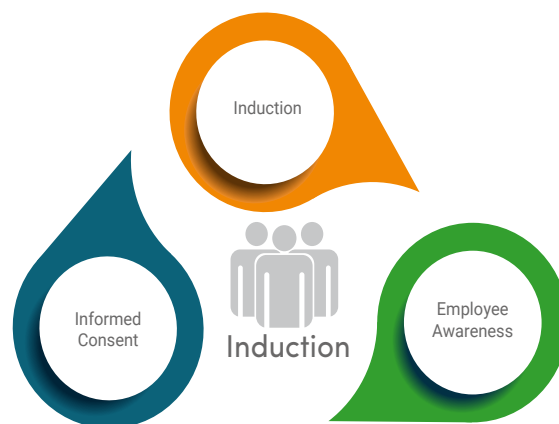 Induction
Informed
Consent
Induction
Employee
Awareness